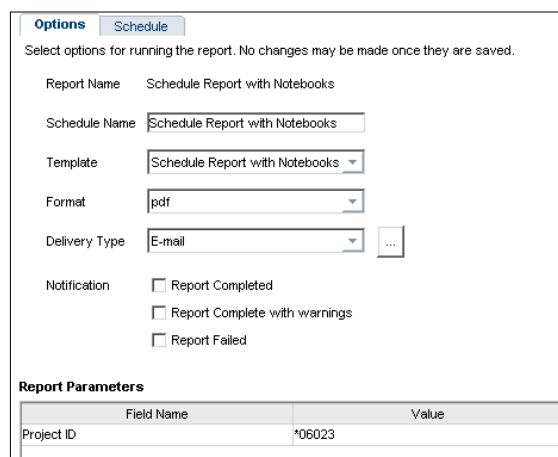 Options Schedule
Select options for running the report. No changes may be made once they are saved.
Report Name Schedule Report with Notebooks
Schedule Name Schedule Report with Notebooks
Template Schedule Report with Notebooks
Format pdf
Delivery Type E-mail ...
Notification Report Completed
Report Complete with warnings
Report Failed
Report Parameters
Field Name Value
Project ID *06023